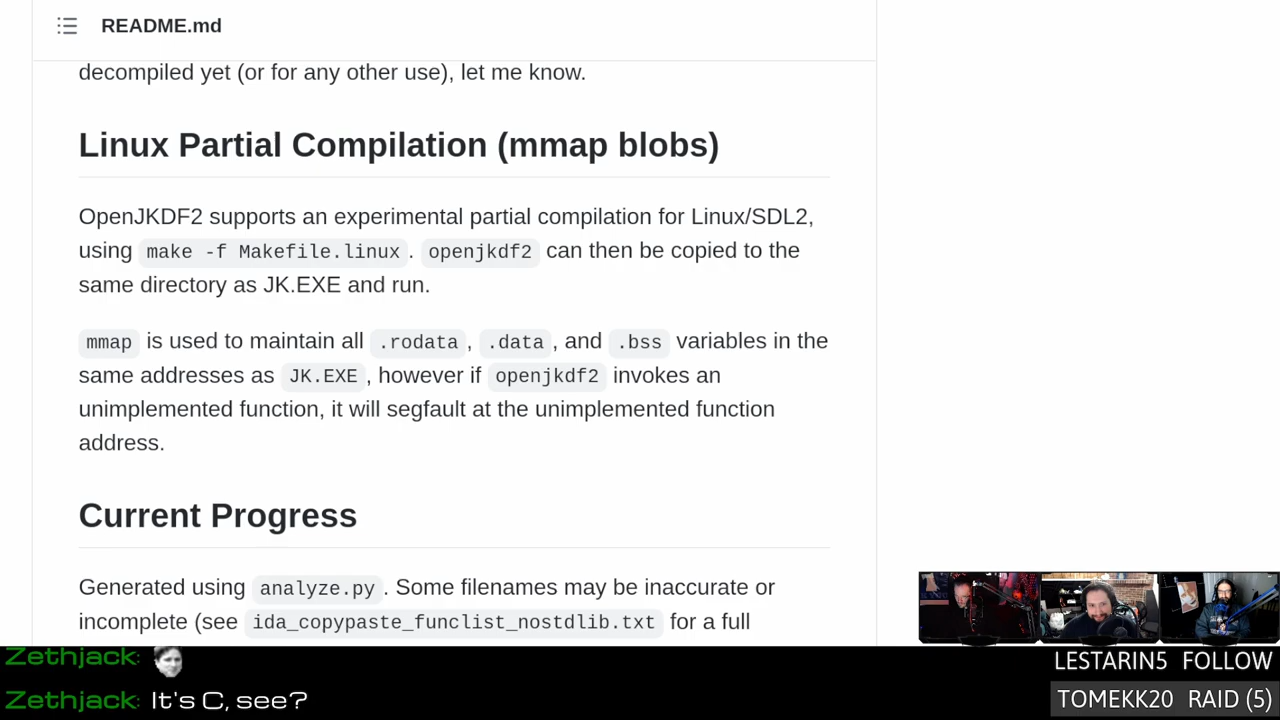 README.md
decompiled yet (or for any other use), let me know.
Linux Partial Compilation (mmap blobs)
OpenJKDF2 supports an experimental partial compilation for Linux/SDL2,
using make -f Makefile.linux. openjkdf2 can then be copied to the
same directory as JK.EXE and run.
mmap is used to maintain all .rodata, .data, and .bss variables in the
same addresses as JK.EXE, however if openjkdf2 invokes an
unimplemented function, it will segfault at the unimplemented function
address.
Current Progress
Generated using analyze.py. Some filenames may be inaccurate or
incomplete (see ida_copypaste_funclist_nostdlib.txt for a full
Zethjack:
Zethjack: It's C, see?
LESTARIN5 FOLLOW
TOMEKK20 RAID (5)